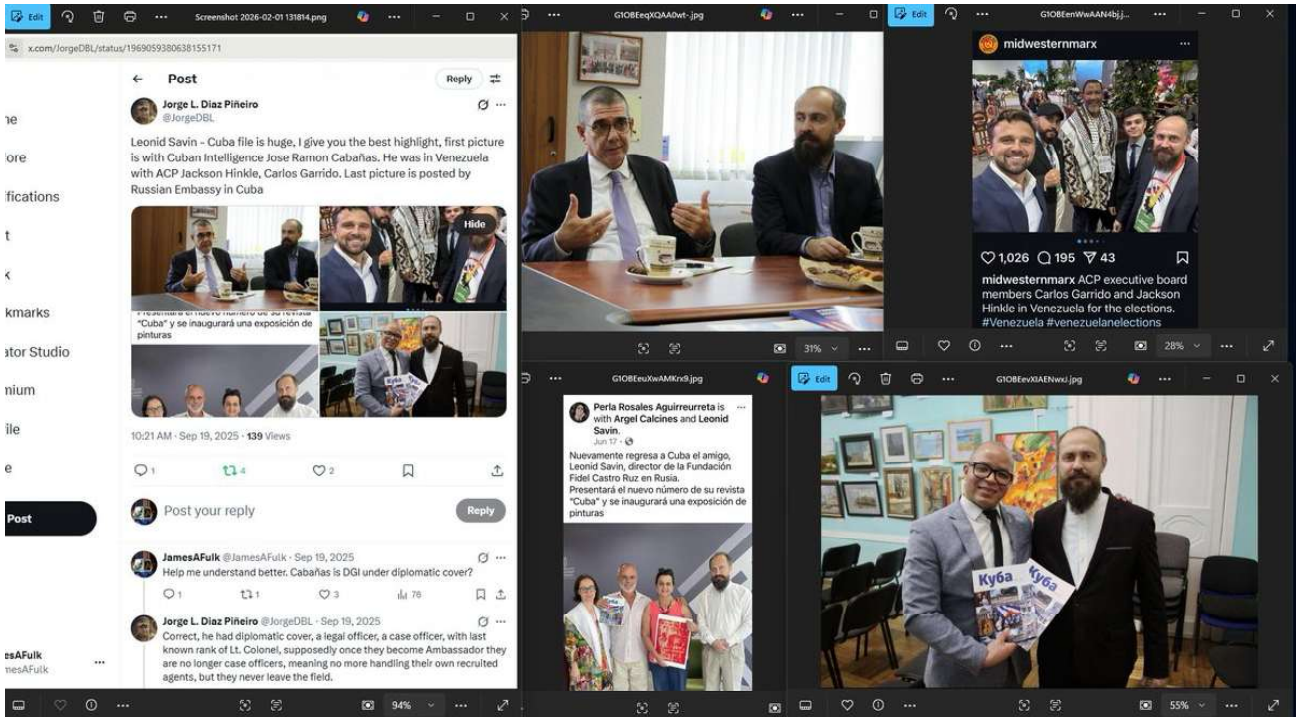 Edit
Screenshot 2026-02-01 131814.png
x.com/JorgeDBL/status/1969059380638155171
Post
Reply
Jorge L. Diaz Piñeiro
@JorgeDBL
Leonid Savin - Cuba file is huge, I give you the best highlight, first picture
is with Cuban Intelligence Jose Ramon Cabañas. He was in Venezuela
with ACP Jackson Hinkle, Carlos Garrido. Last picture is posted by
Russian Embassy in Cuba
Hide
"Cuba" y se inaugurará una exposición de
pinturas
10:21 AM · Sep 19, 2025 · 139 Views
1
4
2
Post your reply
Reply
JamesAFulk @JamesAFulk · Sep 19, 2025
Help me understand better. Cabañas is DGI under diplomatic cover?
1
1
3
76
Jorge L. Diaz Piñeiro @JorgeDBL · Sep 19, 2025
Correct, he had diplomatic cover, a legal officer, a case officer, with last
known rank of Lt. Colonel, supposedly once they become Ambassador they
are no longer case officers, meaning no more handling their own recruited
agents, but they never leave the field.
ne
lore
ifications
t
k
kmarks
ator Studio
mium
file
e
Post
esAFulk
mesAFulk
94%
G1OBEeqXQAA0wt-.jpg
31%
Edit
G1OBEenWwAAN4bj.j...
midwesternmarx
1,026
195
43
midwesternmarx ACP executive board
members Carlos Garrido and Jackson
Hinkle in Venezuela for the elections.
#Venezuela #venezuelanelections
28%
G1OBEeuXwAMKrx9.jpg
Perla Rosales Aguirreurreta is
with Argel Calcines and Leonid
Savin.
Jun 17
Nuevamente regresa a Cuba el amigo,
Leonid Savin, director de la Fundación
Fidel Castro Ruz en Rusia.
Presentará el nuevo número de su revista
"Cuba" y se inaugurará una exposición de
pinturas
Edit
G1OBEevXIAENwxJ.jpg
Куба
Куба
55%